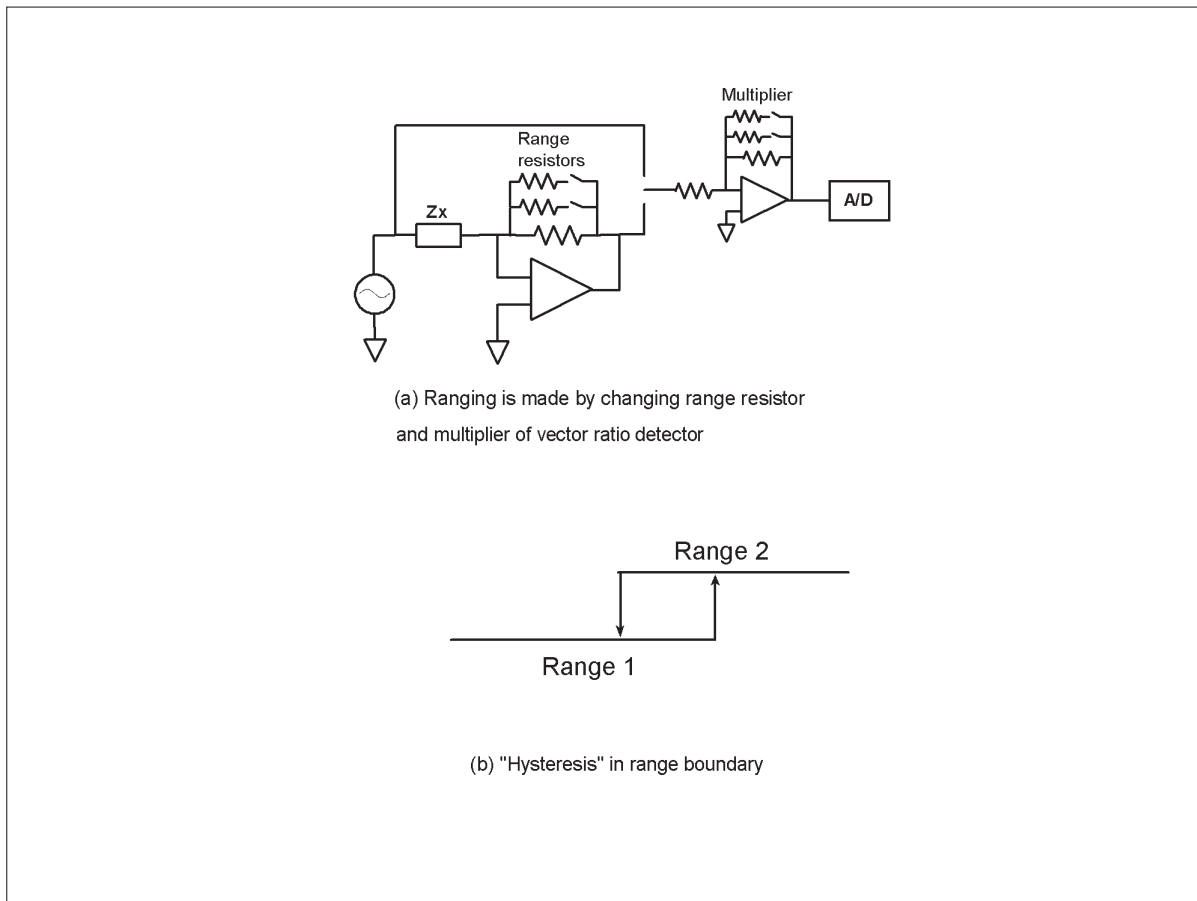 Multiplier
Range
resistors
Zx
A/D
(a) Ranging is made by changing range resistor
and multiplier of vector ratio detector
Range 2
Range 1
(b) "Hysteresis" in range boundary